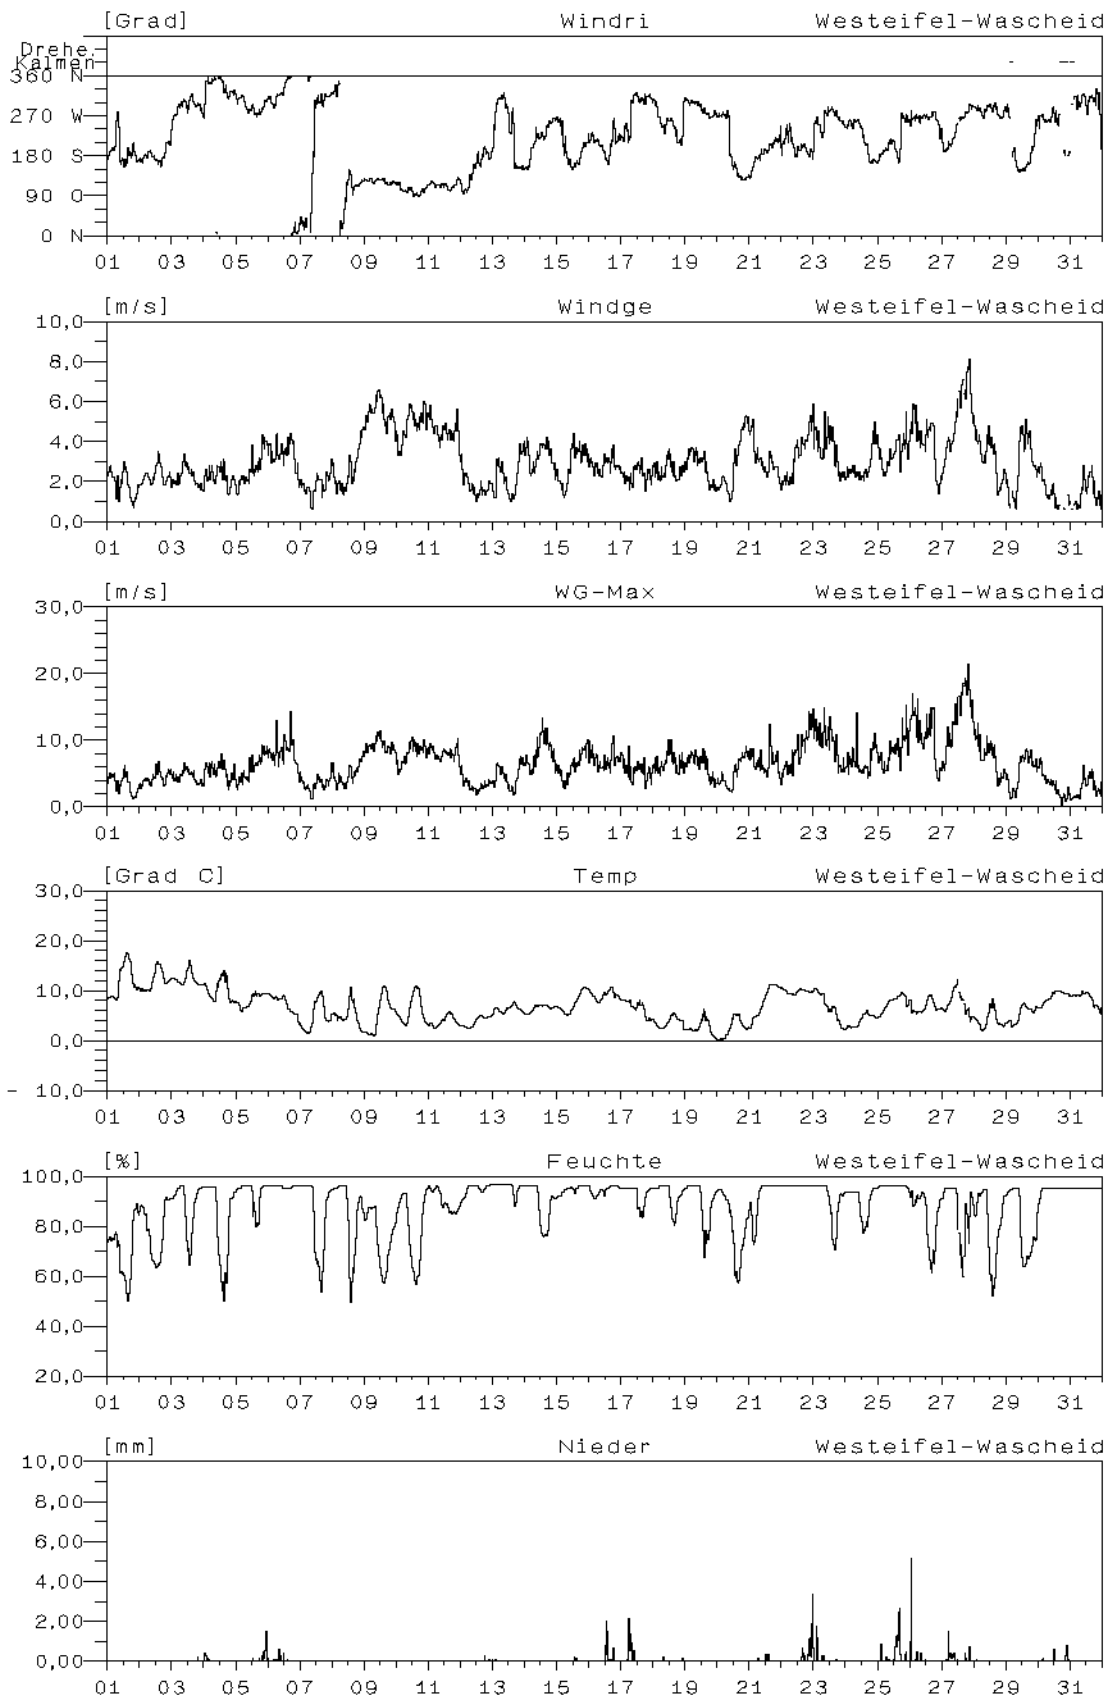 [Grad] Windri Westeifel-Wascheid
Drehe
Kalmen
360 N
270 W
180 S
90 O
0 N
01 03 05 07 09 11 13 15 17 19 21 23 25 27 29 31
[m/s] Windge Westeifel-Wascheid
10,0
8,0
6,0
4,0
2,0
0,0
01 03 05 07 09 11 13 15 17 19 21 23 25 27 29 31
[m/s] WG-Max Westeifel-Wascheid
30,0
20,0
10,0
0,0
01 03 05 07 09 11 13 15 17 19 21 23 25 27 29 31
[Grad C] Temp Westeifel-Wascheid
30,0
20,0
10,0
0,0
- 10,0
01 03 05 07 09 11 13 15 17 19 21 23 25 27 29 31
[%] Feuchte Westeifel-Wascheid
100,0
80,0
60,0
40,0
20,0
01 03 05 07 09 11 13 15 17 19 21 23 25 27 29 31
[mm] Nieder Westeifel-Wascheid
10,00
8,00
6,00
4,00
2,00
0,00
01 03 05 07 09 11 13 15 17 19 21 23 25 27 29 31